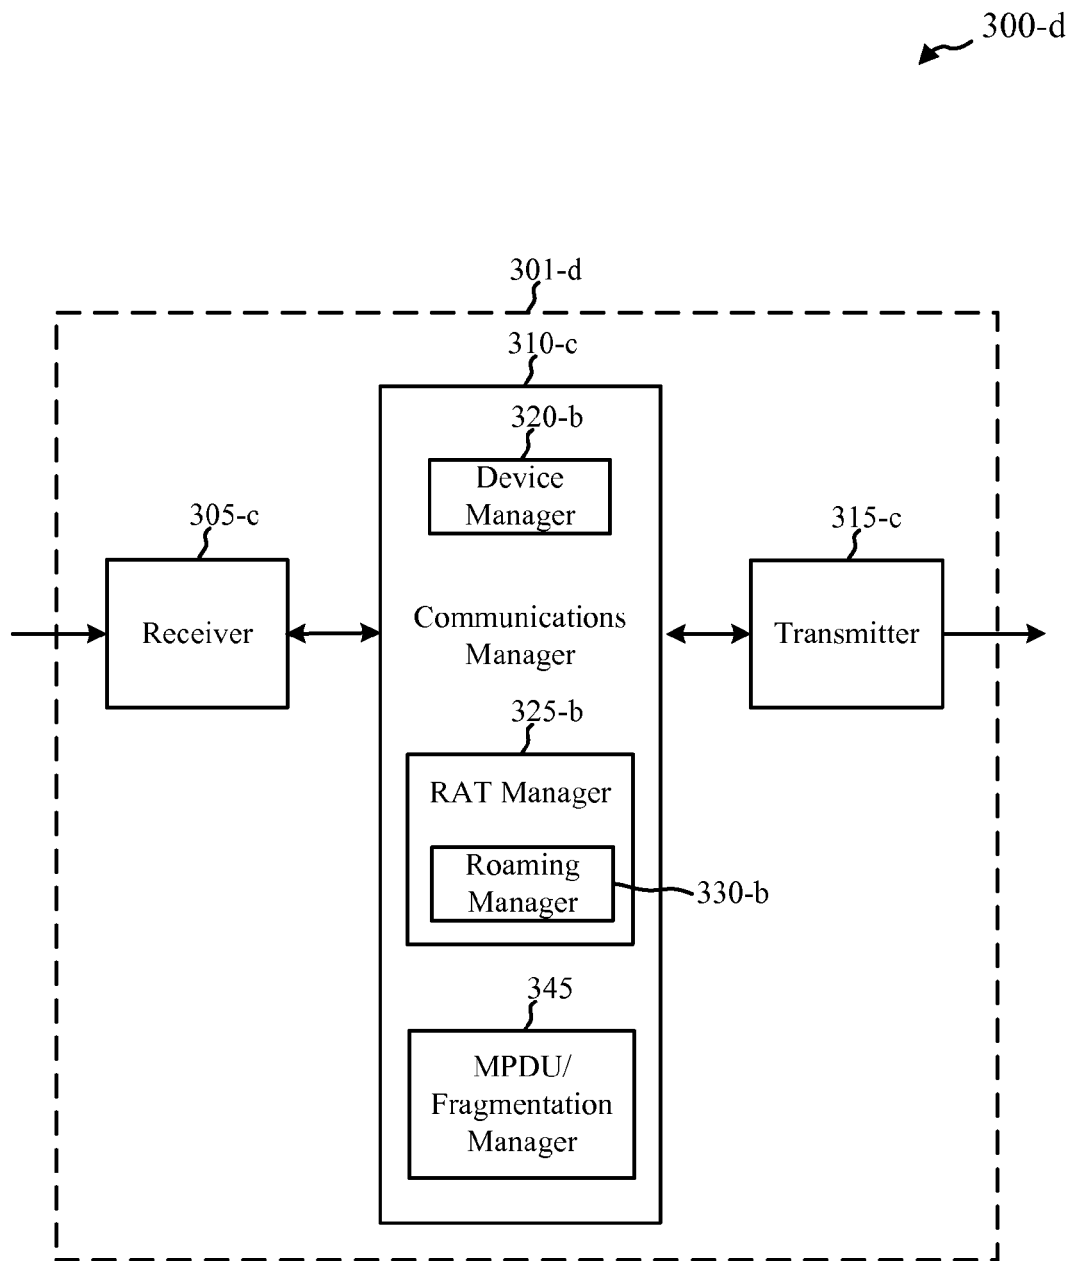 300-d
301-d
310-c
320-b
Device
Manager
305-c
315-c
Receiver
Communications
Manager
Transmitter
325-b
RAT Manager
Roaming
Manager
330-b
345
MPDU/
Fragmentation
Manager